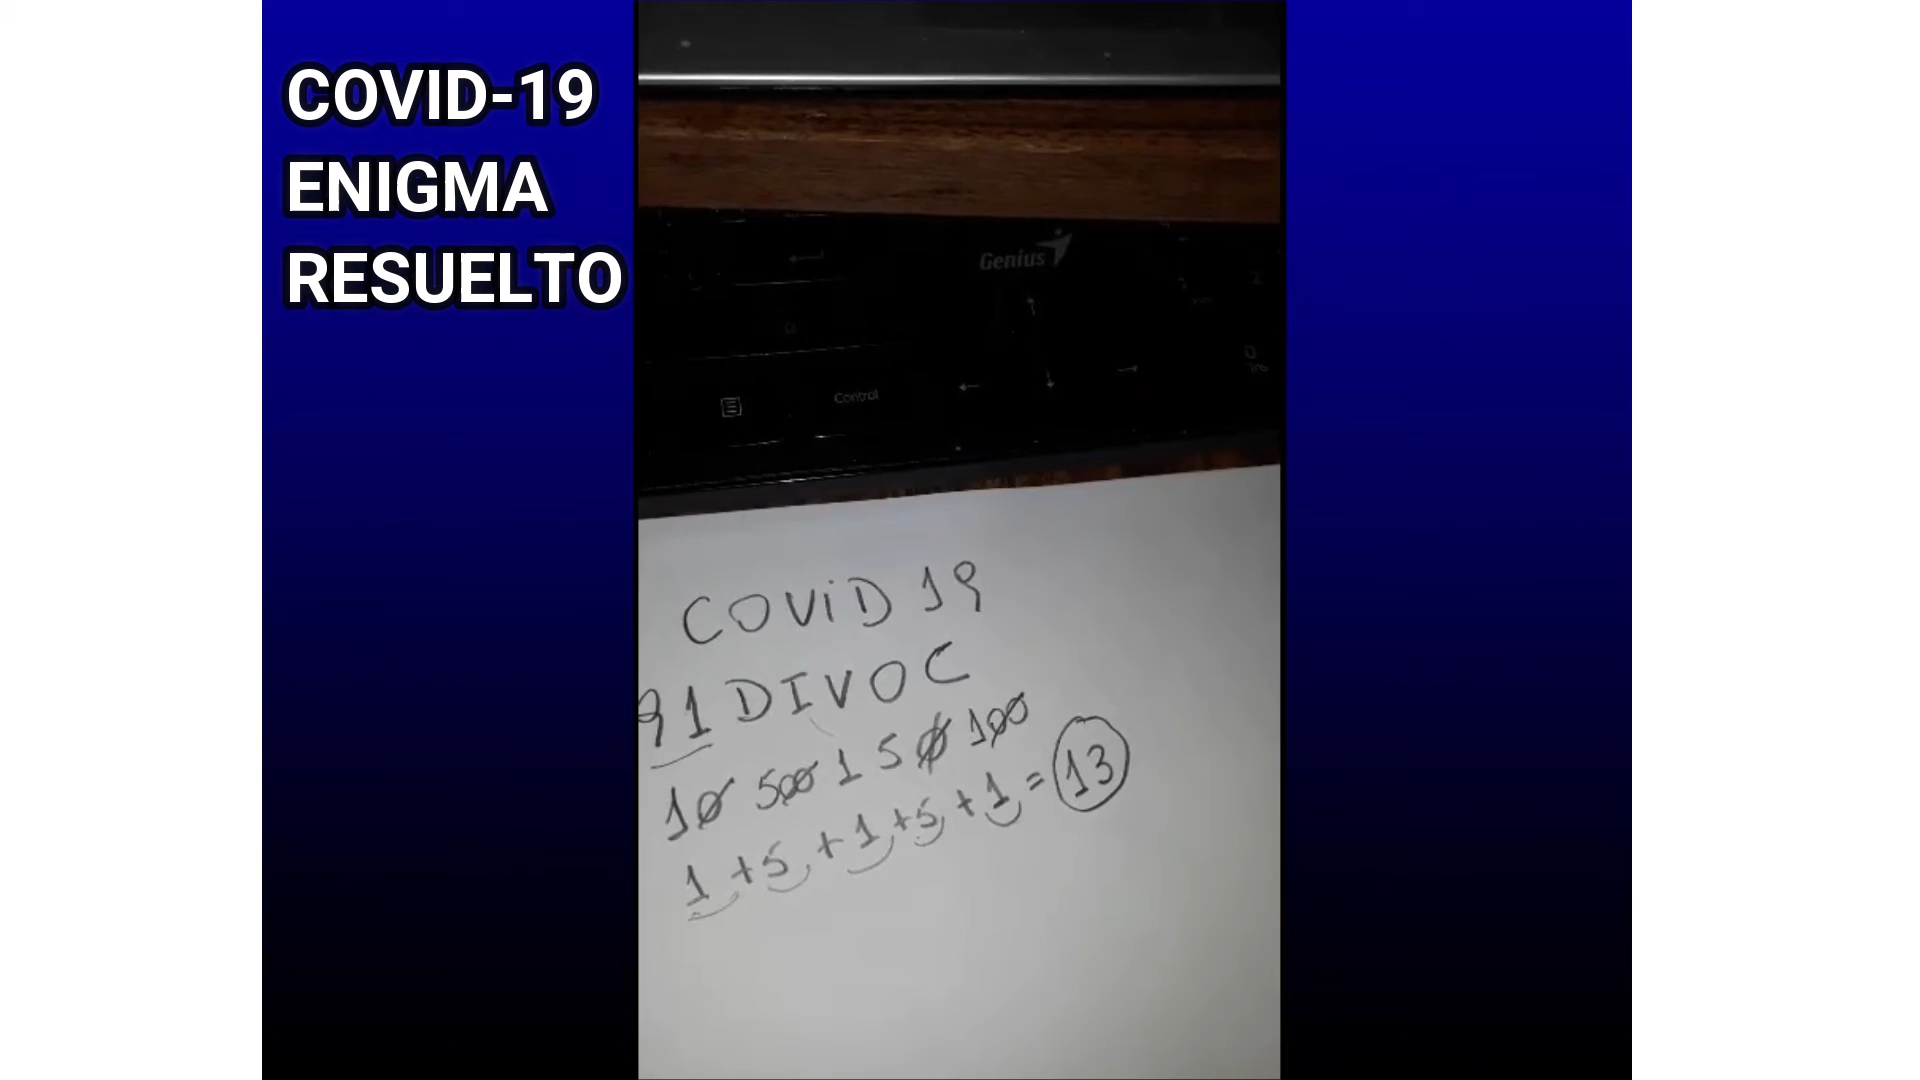 COVID-19
ENIGMA
RESUELTO
Genius
Control
COViD 19
91 DIVOC
10 500 1 5 0 100
1 + 5 + 1 + 5 + 1 = 13